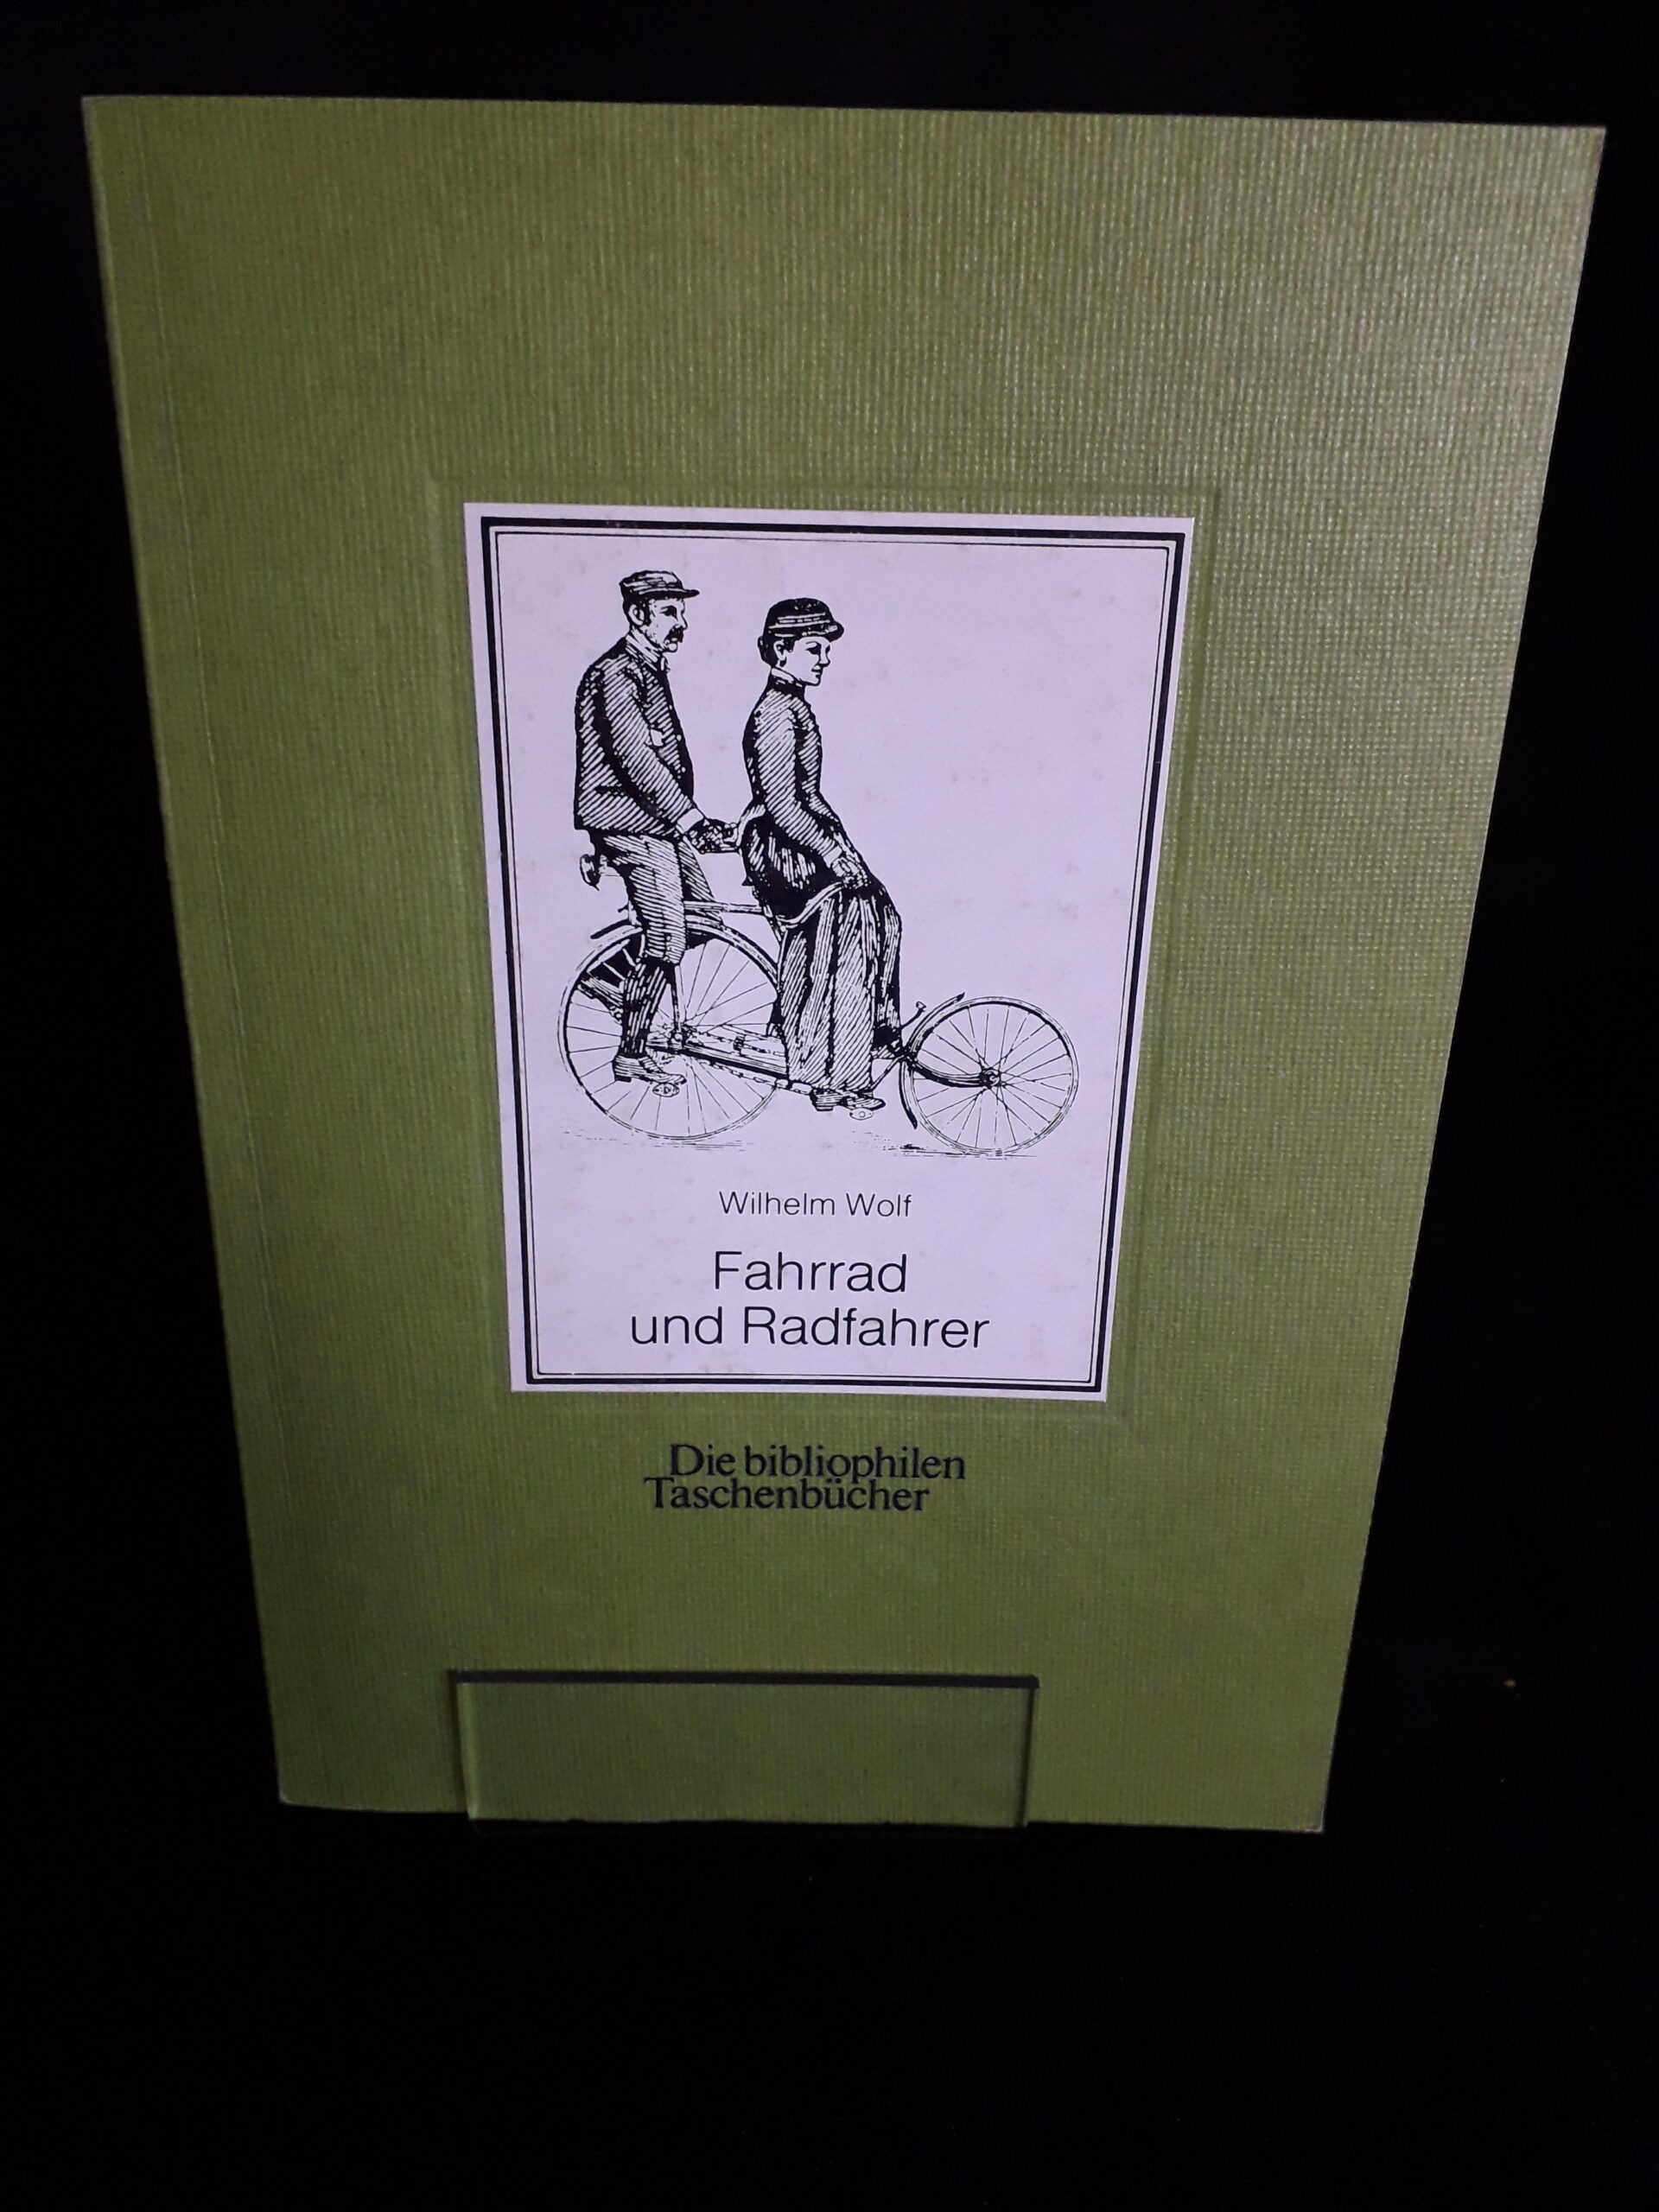 Wilhelm Wolf
Fahrrad
und Radfahrer
Die bibliophilen
Taschenbücher